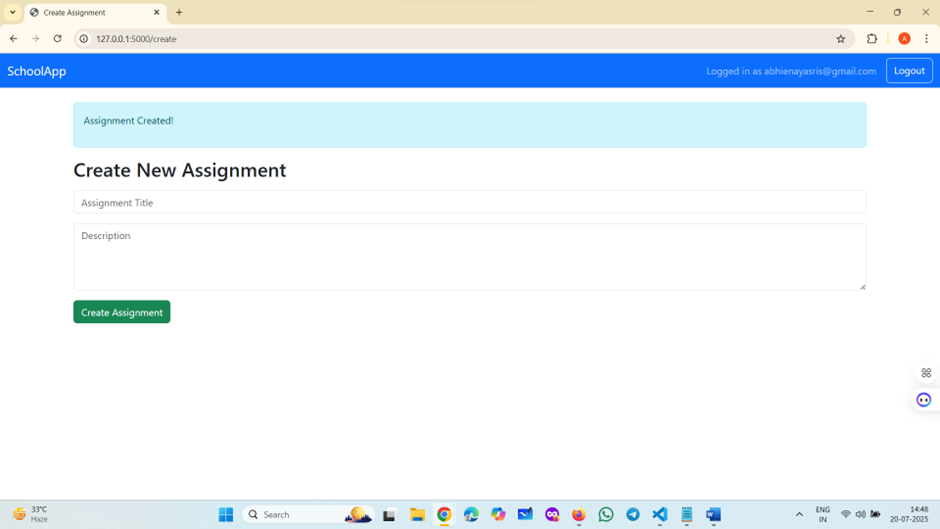 Create Assignment
127.0.0.1:5000/create
A
SchoolApp
Logged in as abhienayasris@gmail.com
Logout
Assignment Created!
Create New Assignment
Assignment Title
Description
Create Assignment
33°C
Haze
Search
ENG
IN
14:48
20-07-2025